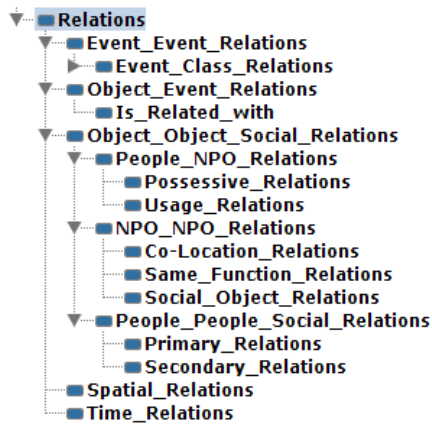 Relations
Event_Event_Relations
Event_Class_Relations
Object_Event_Relations
Is_Related_with
Object_Object_Social_Relations
People_NPO_Relations
Possessive_Relations
Usage_Relations
NPO_NPO_Relations
Co-Location_Relations
Same_Function_Relations
Social_Object_Relations
People_People_Social_Relations
Primary_Relations
Secondary_Relations
Spatial_Relations
Time_Relations